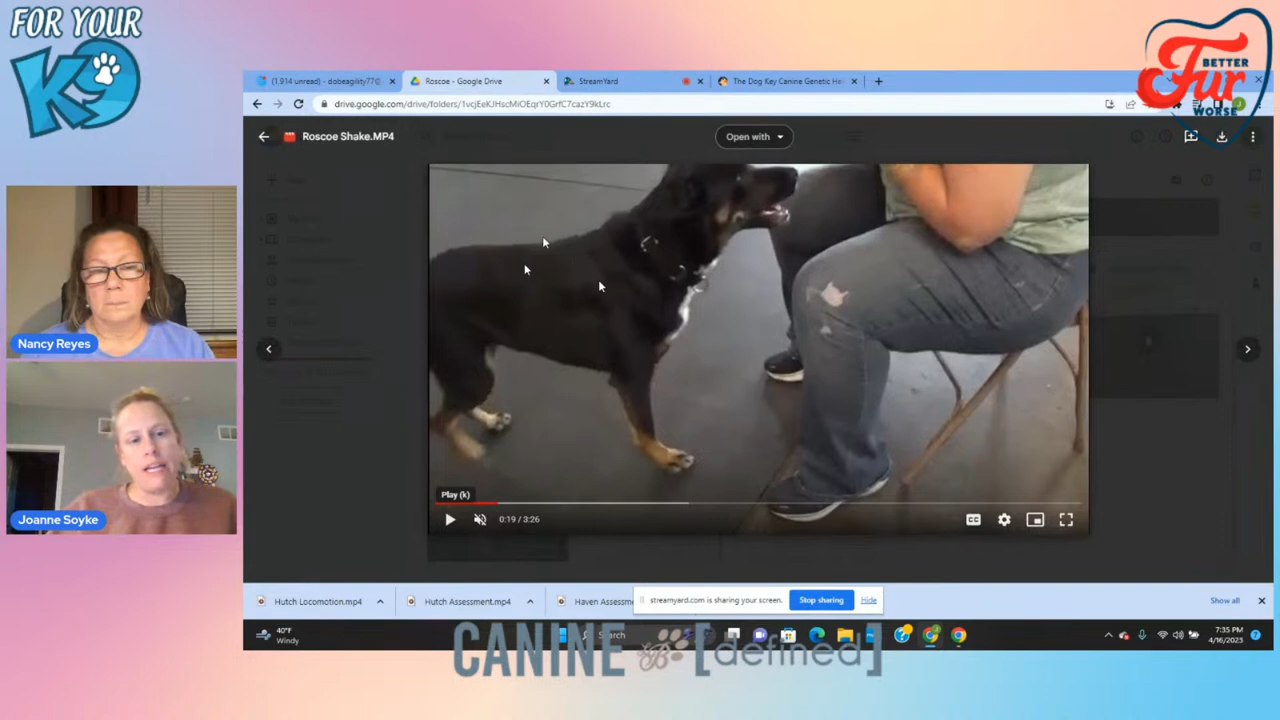 FOR YOUR
K9
BETTER
Fur
WORSE
(1,914 unread) - dobeagility77@
Roscoe - Google Drive
StreamYard
The Dog Key Canine Genetic He
drive.google.com/drive/folders/1vcjEeKJHscMiOEqrY0GrfC7cazY9kLrc
Roscoe Shake.MP4
Open with
Nancy Reyes
Joanne Soyke
Play (k)
0:19 / 3:26
CC
Hutch Locomotion.mp4
Hutch Assessment.mp4
Haven Assessm
streamyard.com is sharing your screen.
Stop sharing
Hide
Show all
40°F
Windy
Search
7:35 PM
4/16/2023
CANINE [defined]